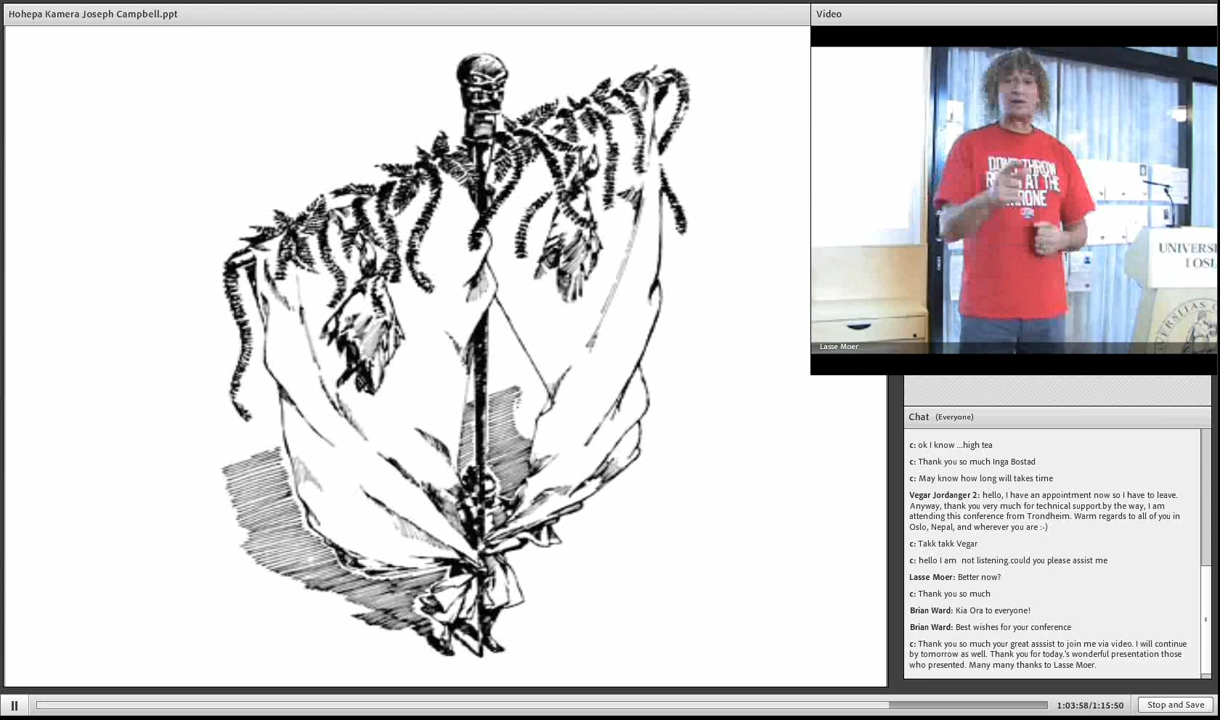 Hohepa Kamera Joseph Campbell.ppt
Video
DON'T THROW
AT THE
THRONE
UNIVERS
Lasse Moer
Chat (Everyone)
c: ok I know ...high tea
c: Thank you so much Inga Bostad
c: May know how long will takes time
Vegar Jordanger 2: hello, I have an appointment now so I have to leave.
Anyway, thank you very much for technical support.by the way, I am
attending this conference from Trondheim. Warm regards to all of you in
Oslo, Nepal, and wherever you are :-)
c: Takk takk Vegar
c: hello I am  not listening.could you please assist me
Lasse Moer: Better now?
c: Thank you so much
Brian Ward: Kia Ora to everyone!
Brian Ward: Best wishes for your conference
c: Thank you so much your great asssist to join me via video. I will continue
by tomorrow as well. Thank you for today.'s wonderful presentation those
who presented. Many many thanks to Lasse Moer.
1:03:58/1:15:50
Stop and Save